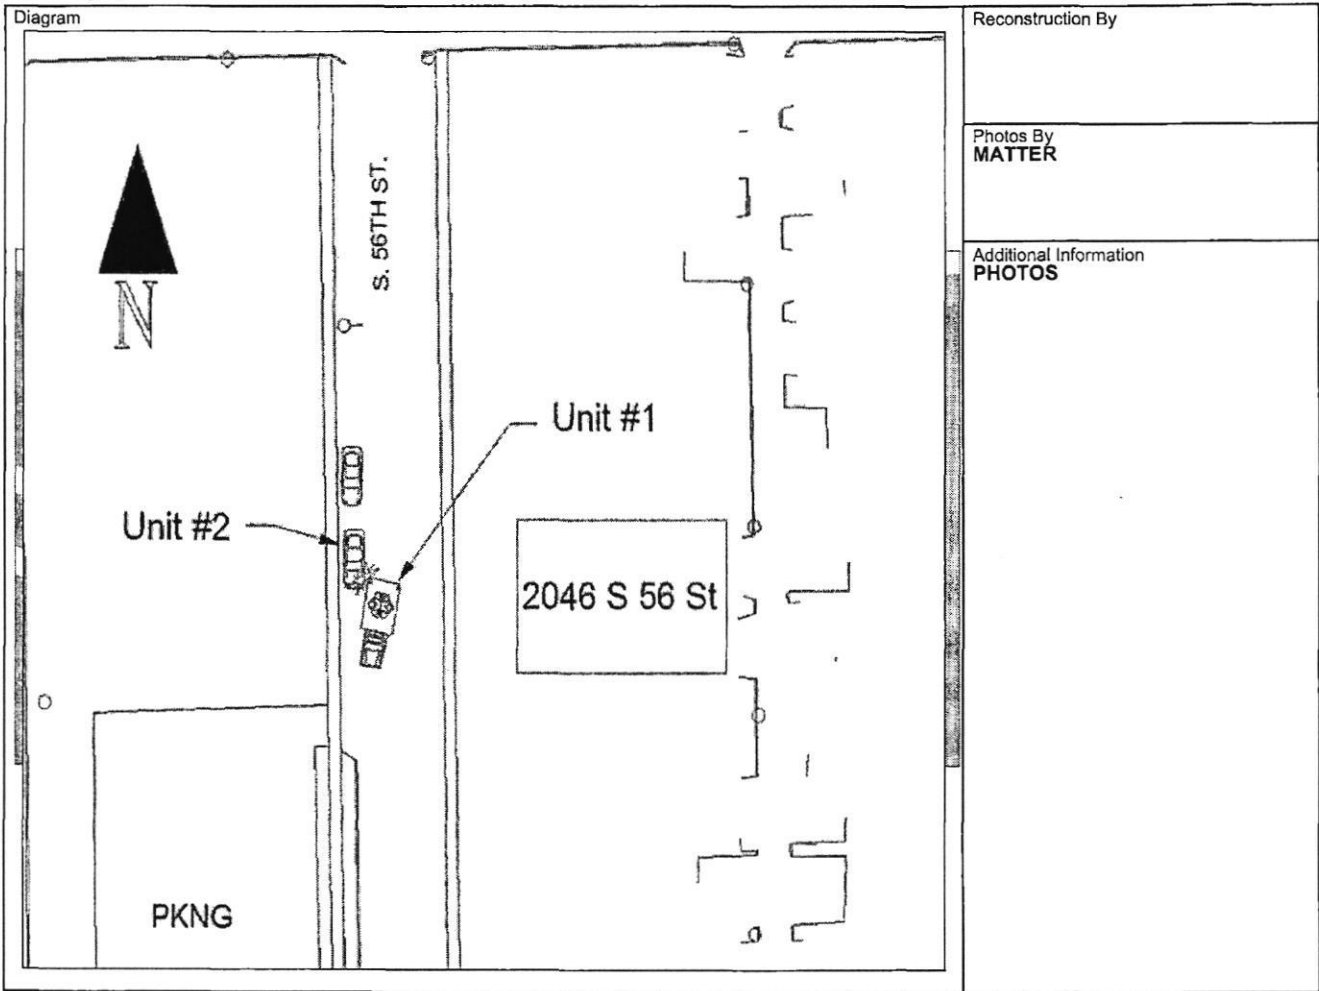 Diagram
Reconstruction By
Photos By
MATTER
Additional Information
PHOTOS
N
S. 56TH ST.
Unit #1
Unit #2
2046 S 56 St
PKNG